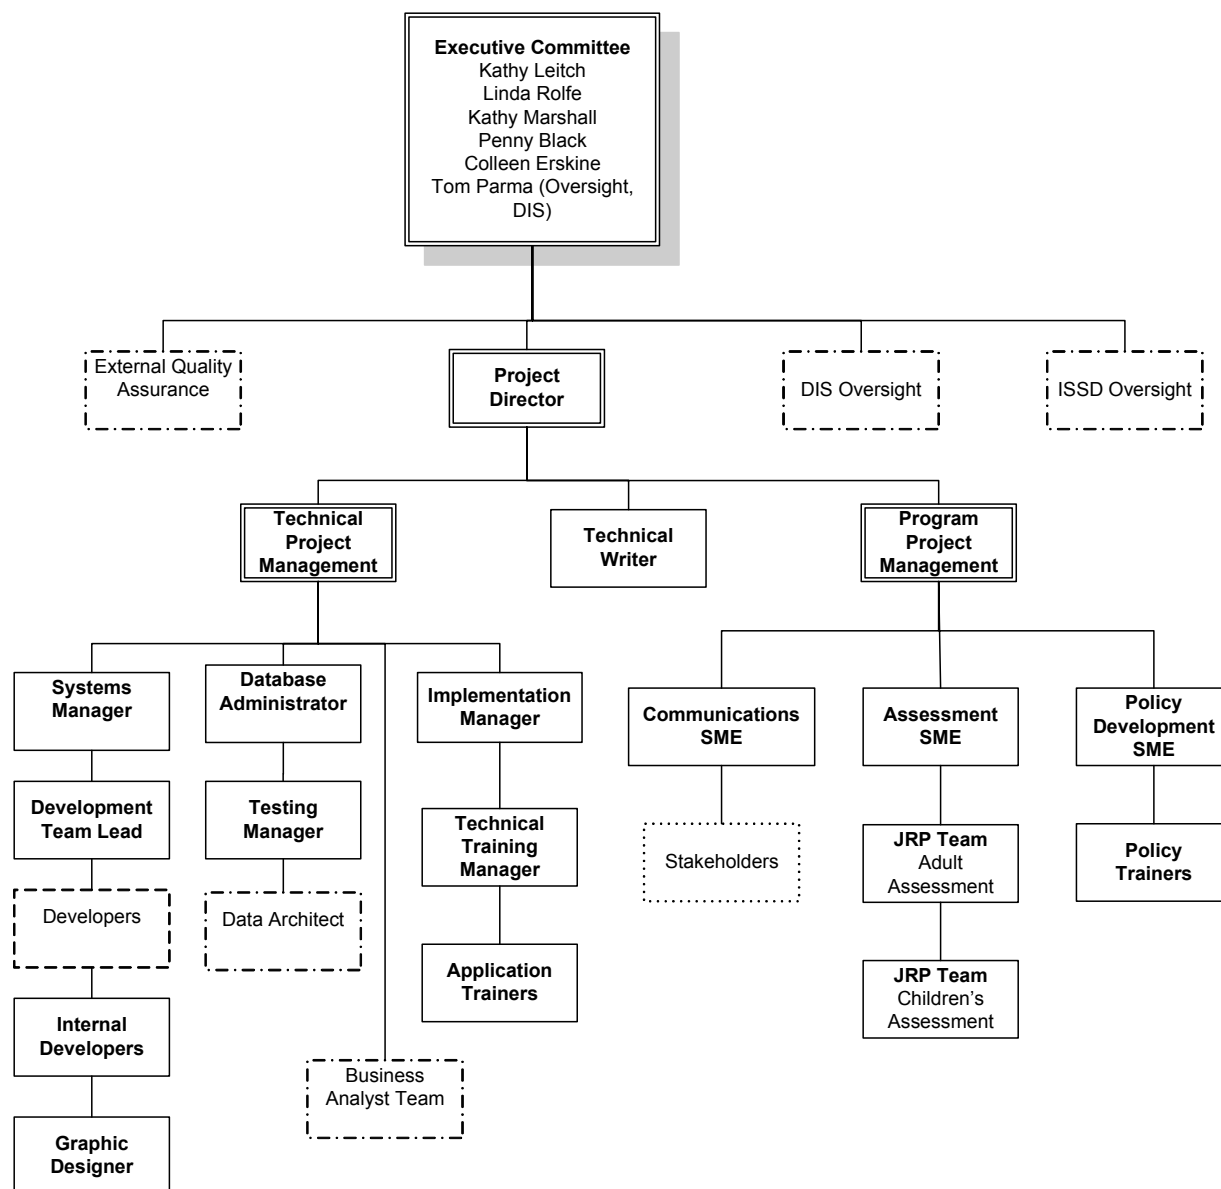 Executive Committee
Kathy Leitch
Linda Rolfe
Kathy Marshall
Penny Black
Colleen Erskine
Tom Parma (Oversight,
DIS)
External Quality
Assurance
Project
Director
DIS Oversight
ISSD Oversight
Technical
Project
Management
Technical
Writer
Program
Project
Management
Systems
Manager
Database
Administrator
Implementation
Manager
Communications
SME
Assessment
SME
Policy
Development
SME
Development
Team Lead
Testing
Manager
Technical
Training
Manager
Stakeholders
JRP Team
Adult
Assessment
Policy
Trainers
Developers
Data Architect
Application
Trainers
JRP Team
Children’s
Assessment
Internal
Developers
Business
Analyst Team
Graphic
Designer